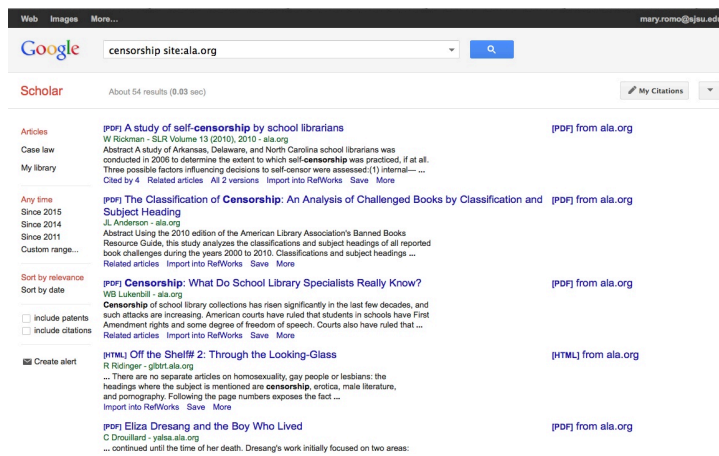 Web Images More...
mary.romo@sjsu.edu
Google
censorship site:ala.org
Scholar
About 54 results (0.03 sec)
My Citations
Articles
Case law
My library
Any time
Since 2015
Since 2014
Since 2011
Custom range...
Sort by relevance
Sort by date
include patents
include citations
Create alert
[PDF] A study of self-censorship by school librarians
W Rickman - SLR Volume 13 (2010), 2010 - ala.org
Abstract A study of Arkansas, Delaware, and North Carolina school librarians was
conducted in 2006 to determine the extent to which self-censorship was practiced, if at all.
Three possible factors influencing decisions to self-censor were assessed:(1) internal— ...
Cited by 4 Related articles All 2 versions Import into RefWorks Save More
[PDF] from ala.org
[PDF] The Classification of Censorship: An Analysis of Challenged Books by Classification and
Subject Heading
JL Anderson - ala.org
Abstract Using the 2010 edition of the American Library Association's Banned Books
Resource Guide, this study analyzes the classifications and subject headings of all reported
book challenges during the years 2000 to 2010. Classifications and subject headings ...
Related articles Import into RefWorks Save More
[PDF] from ala.org
[PDF] Censorship: What Do School Library Specialists Really Know?
WB Lukenbill - ala.org
Censorship of school library collections has risen significantly in the last few decades, and
such attacks are increasing. American courts have ruled that students in schools have First
Amendment rights and some degree of freedom of speech. Courts also have ruled that ...
Related articles Import into RefWorks Save More
[PDF] from ala.org
[HTML] Off the Shelf# 2: Through the Looking-Glass
R Ridinger - glbtrt.ala.org
... There are no separate articles on homosexuality, gay people or lesbians: the
headings where the subject is mentioned are censorship, erotica, male literature,
and pornography. Following the page numbers exposes the fact ...
Import into RefWorks Save More
[HTML] from ala.org
[PDF] Eliza Dresang and the Boy Who Lived
C Drouillard - yalsa.ala.org
... continued until the time of her death. Dresang's work initially focused on two areas:
[PDF] from ala.org